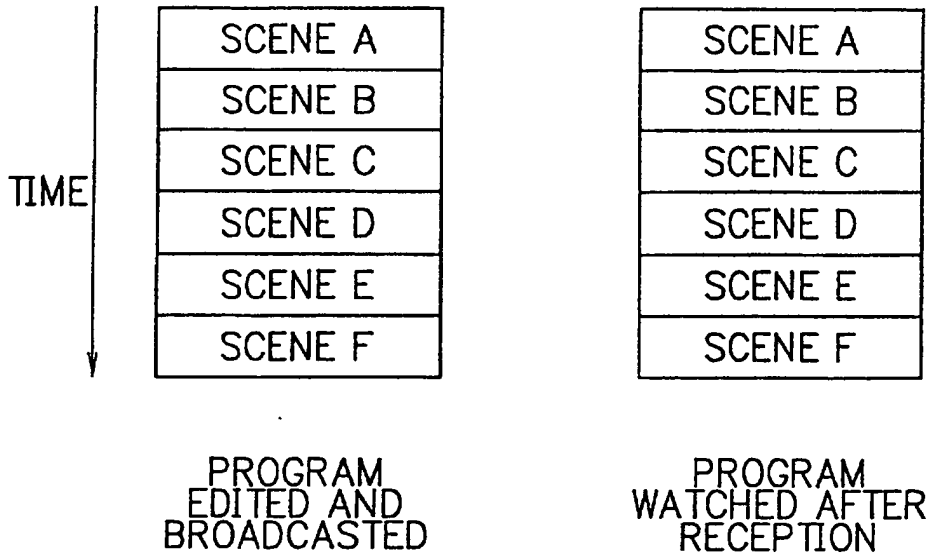 TIME
SCENE A
SCENE B
SCENE C
SCENE D
SCENE E
SCENE F
PROGRAM
EDITED AND
BROADCASTED
SCENE A
SCENE B
SCENE C
SCENE D
SCENE E
SCENE F
PROGRAM
WATCHED AFTER
RECEPTION